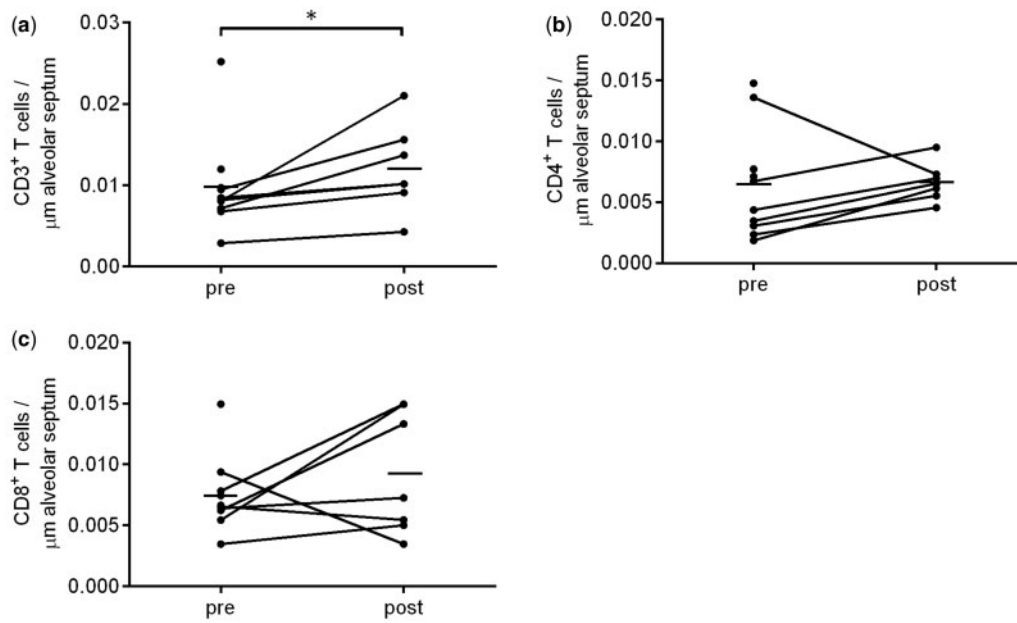 (a)
*
CD3⁺ T cells /
μm alveolar septum
0.03
0.02
0.01
0.00
pre post
(b)
CD4⁺ T cells /
μm alveolar septum
0.020
0.015
0.010
0.005
0.000
pre post
(c)
CD8⁺ T cells /
μm alveolar septum
0.020
0.015
0.010
0.005
0.000
pre post